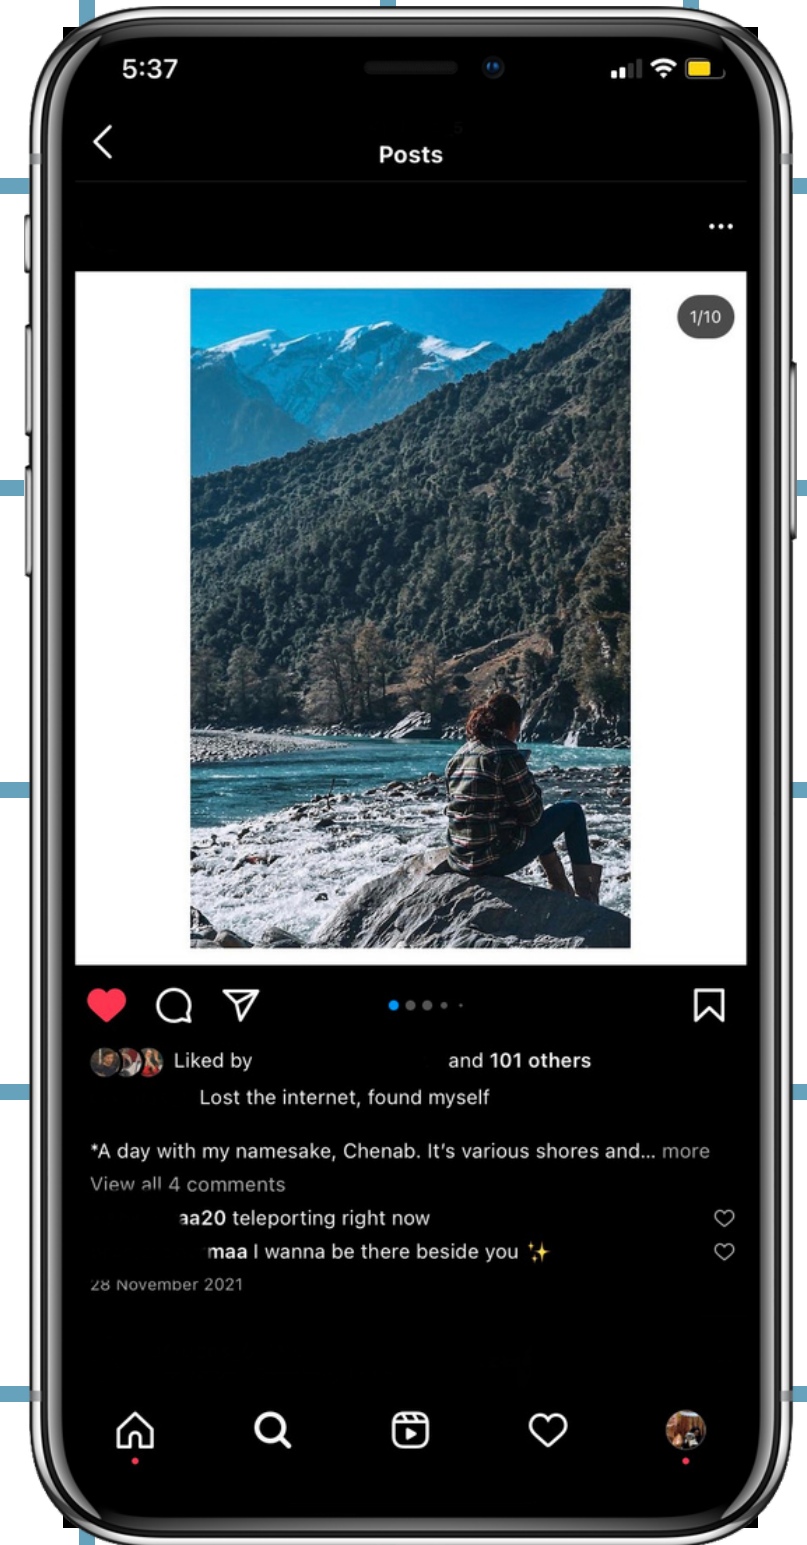 5:37
Posts
1/10
Liked by and 101 others
Lost the internet, found myself
*A day with my namesake, Chenab. It's various shores and... more
View all 4 comments
aa20 teleporting right now
maa I wanna be there beside you ✨
28 November 2021